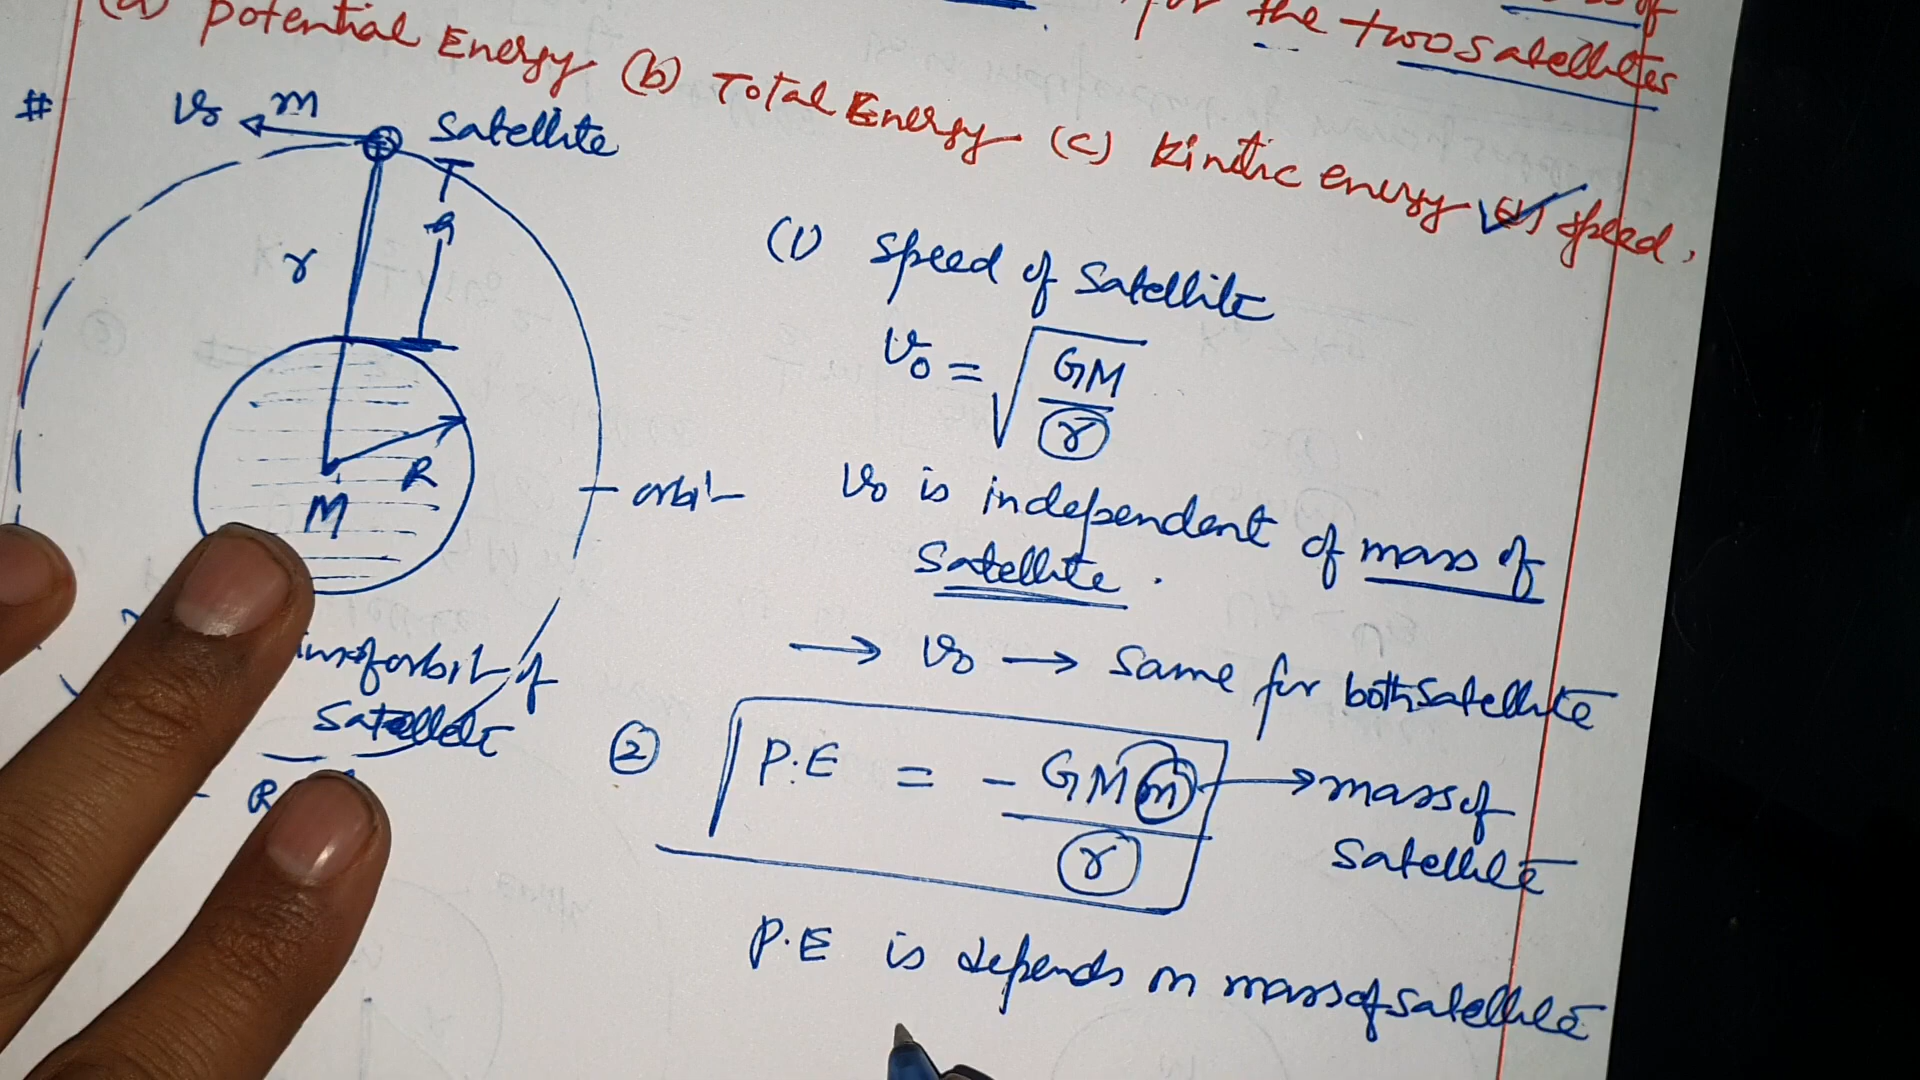 for the two satellites
(a) Potential Energy (b) Total Energy (c) Kinetic energy (d) speed.
#
v₀ m satellite
h
r
R
M
orbit
of orbit of
satellite
R
(1) speed of satellite
v₀ = √GM/r
v₀ is independent of mass of
satellite.
→ v₀ → same for both satellite
② P.E = - GMm/r → mass of
satellite
P.E is depends on mass of satellite